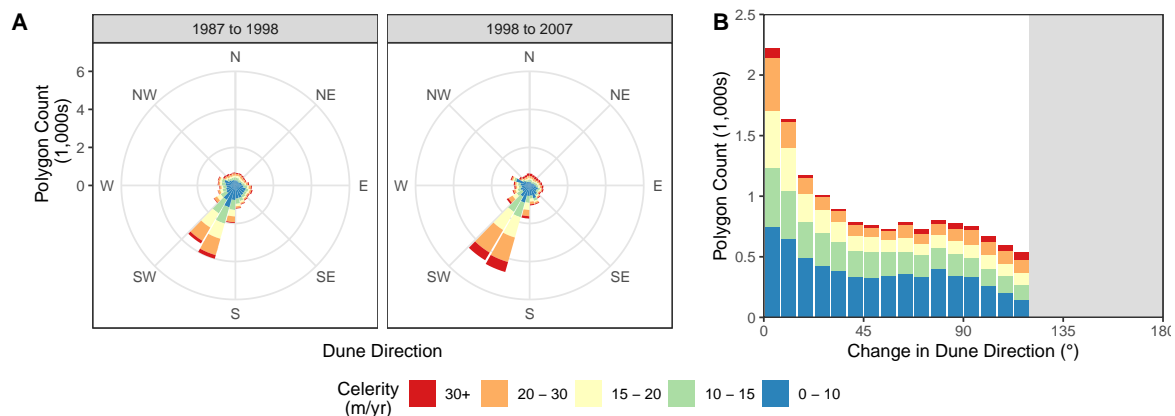 A
1987 to 1998
1998 to 2007
Polygon Count
(1,000s)
6
4
2
0
N
NE
E
SE
S
SW
W
NW
N
NE
E
SE
S
SW
W
NW
Dune Direction
B
Polygon Count (1,000s)
2.5
2
1.5
1
0.5
0
0
45
90
135
180
Change in Dune Direction (°)
Celerity
(m/yr)
30+
20 – 30
15 – 20
10 – 15
0 – 10